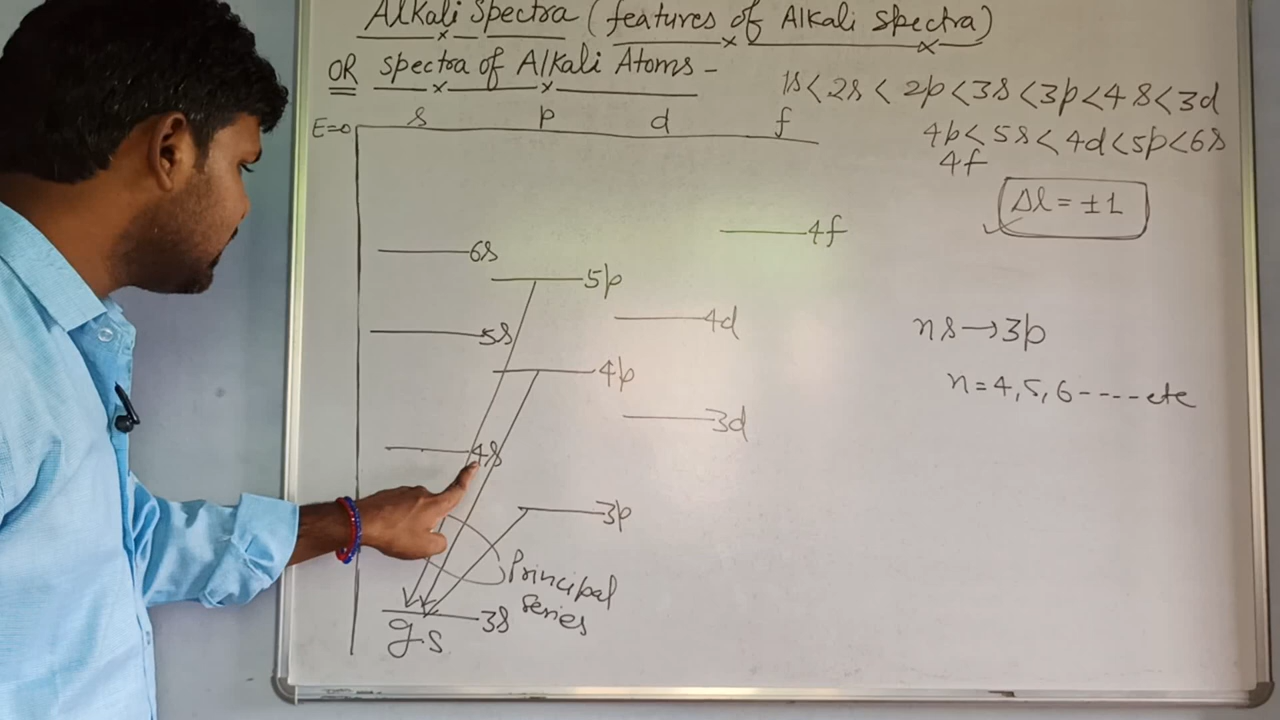 Alkali Spectra (features of Alkali spectra)
OR spectra of Alkali Atoms -
1s < 2s < 2p < 3s < 3p < 4s < 3d
4p < 5s < 4d < 5p < 6s
4f
Δl = ±1
E=0 s p d f
4f
6s
5p
4d
5s
4p
3d
4s
3p
Principal
series
3s
g.s
ns → 3p
n = 4, 5, 6 ---- etc